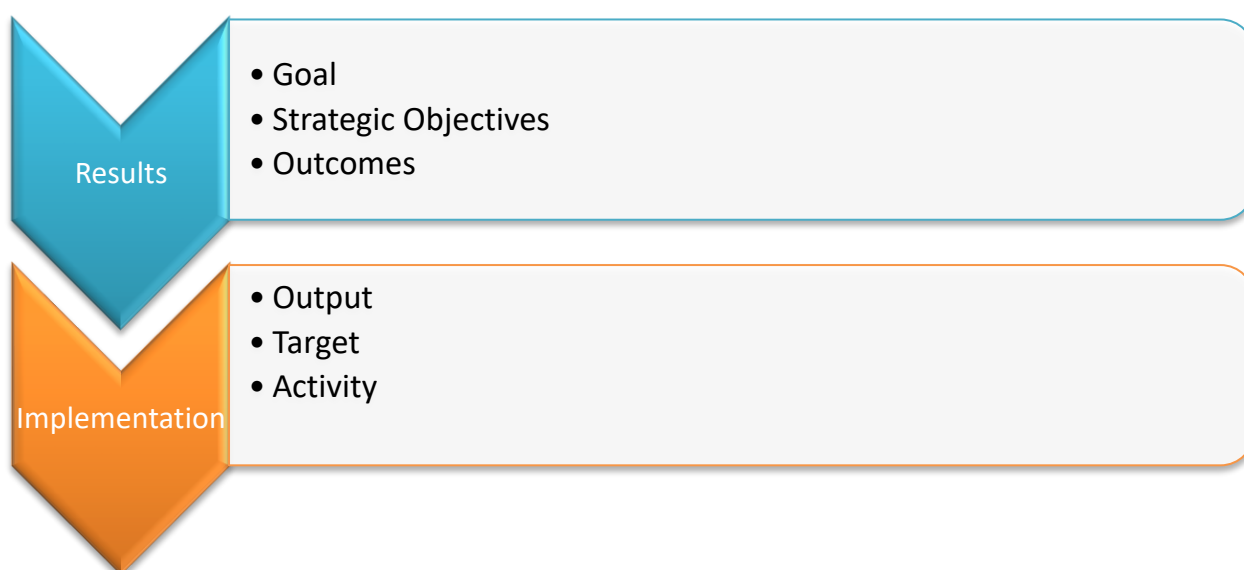 Results
• Goal
• Strategic Objectives
• Outcomes
Implementation
• Output
• Target
• Activity